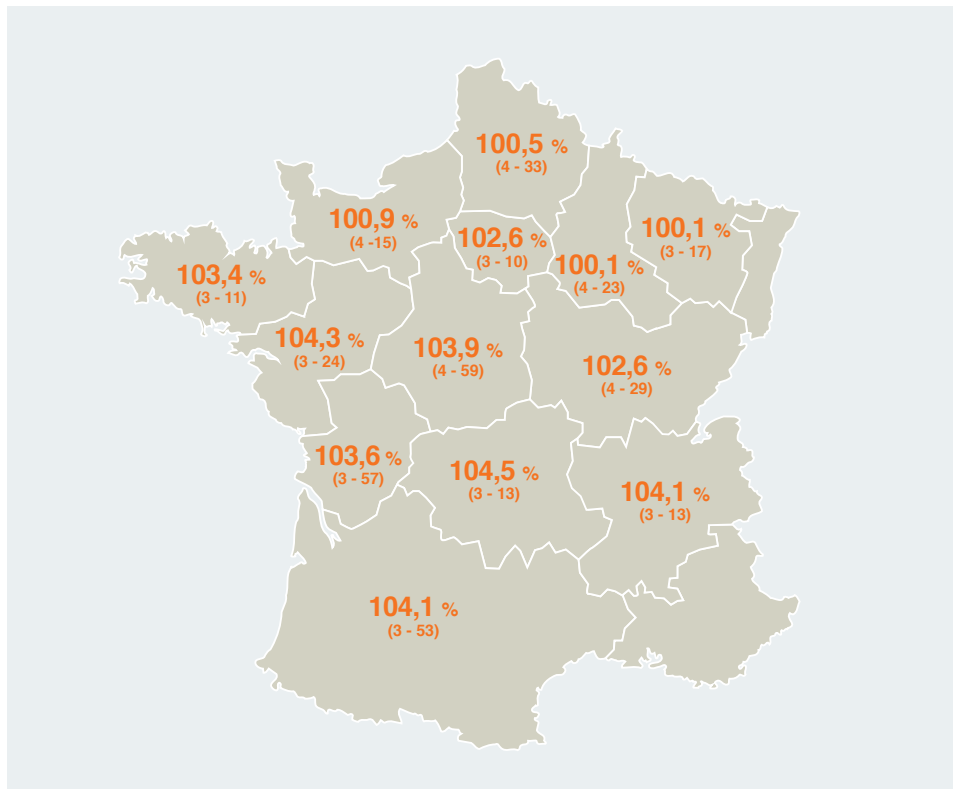 100,5 %
(4 - 33)
100,9 %
(4 -15)
102,6 %
(3 - 10)
100,1 %
(3 - 17)
100,1 %
(4 - 23)
103,4 %
(3 - 11)
104,3 %
(3 - 24)
103,9 %
(4 - 59)
102,6 %
(4 - 29)
103,6 %
(3 - 57)
104,5 %
(3 - 13)
104,1 %
(3 - 13)
104,1 %
(3 - 53)